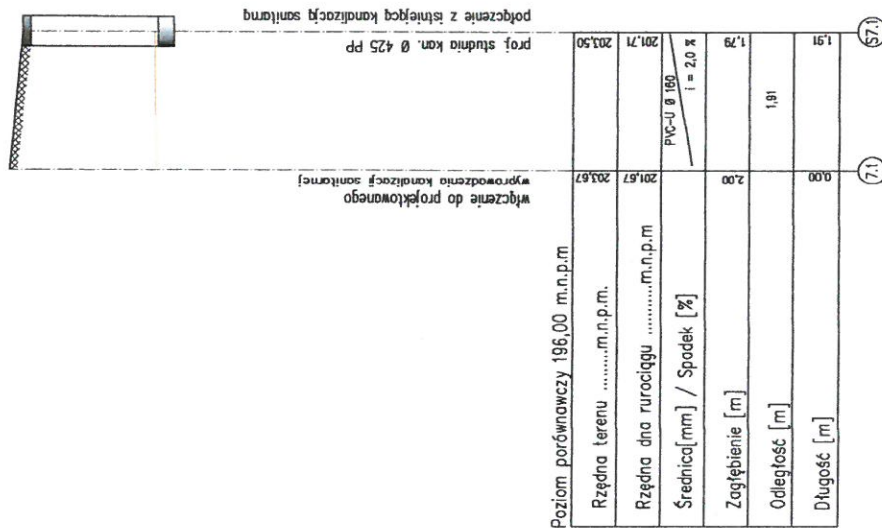 włączenie do projektowanego
wyprowadzenia kanalizacji sanitarnej
proj. studnia kan. Ø 425 PP
połączenie z istniejącą kanalizacją sanitarną
Poziom porównawczy 196,00 m.n.p.m
Rzędna terenu .........m.n.p.m. 203,67 203,50
Rzędna dna rurociągu ...........m.n.p.m 201,67 201,71
Średnica[mm] / Spadek [%] PVC-U Ø 160 i = 2,0 %
Zagłębienie [m] 2,00 1,79
Odległość [m] 1,91
Długość [m] 0,00 1,91
7.1 S7.1